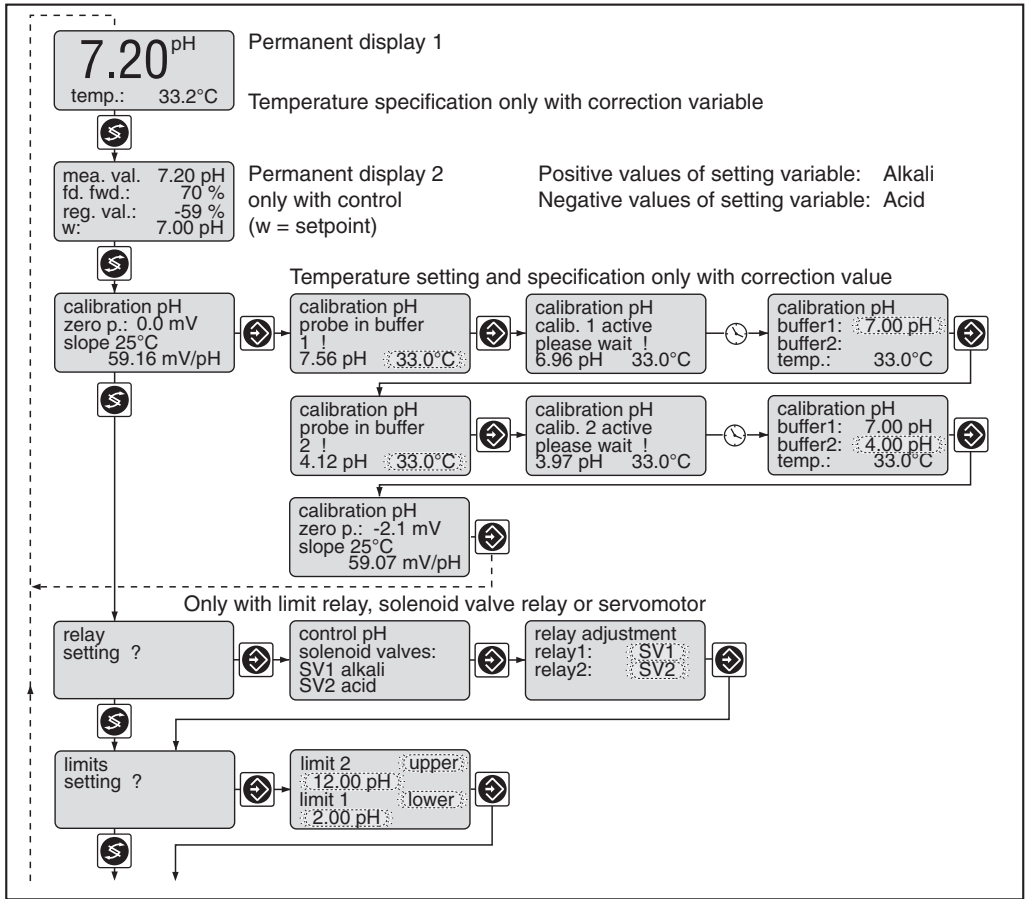 7.20 pH
temp.: 33.2°C
Permanent display 1
Temperature specification only with correction variable
mea. val. 7.20 pH
fd. fwd.: 70 %
reg. val.: -59 %
w: 7.00 pH
Permanent display 2
only with control
(w = setpoint)
Positive values of setting variable: Alkali
Negative values of setting variable: Acid
Temperature setting and specification only with correction value
calibration pH
zero p.: 0.0 mV
slope 25°C
59.16 mV/pH
calibration pH
probe in buffer
1 !
7.56 pH 33.0°C
calibration pH
calib. 1 active
please wait !
6.96 pH 33.0°C
calibration pH
buffer1: 7.00 pH
buffer2:
temp.: 33.0°C
calibration pH
probe in buffer
2 !
4.12 pH 33.0°C
calibration pH
calib. 2 active
please wait !
3.97 pH 33.0°C
calibration pH
buffer1: 7.00 pH
buffer2: 4.00 pH
temp.: 33.0°C
calibration pH
zero p.: -2.1 mV
slope 25°C
59.07 mV/pH
Only with limit relay, solenoid valve relay or servomotor
relay
setting ?
control pH
solenoid valves:
SV1 alkali
SV2 acid
relay adjustment
relay1: SV1
relay2: SV2
limits
setting ?
limit 2 upper
12.00 pH
limit 1 lower
2.00 pH